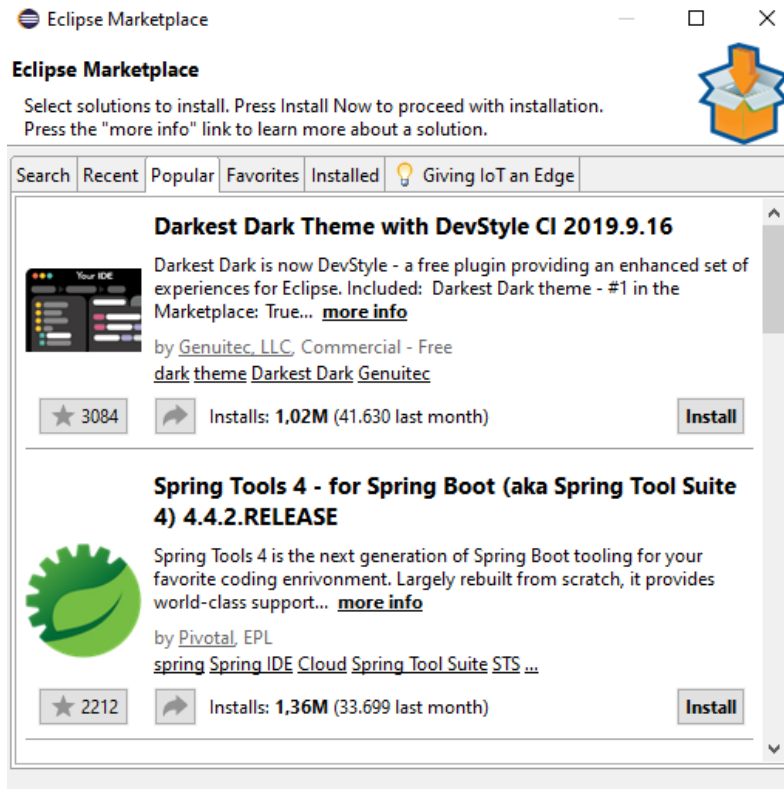 Eclipse Marketplace
Eclipse Marketplace
Select solutions to install. Press Install Now to proceed with installation.
Press the "more info" link to learn more about a solution.
Search Recent Popular Favorites Installed Giving IoT an Edge
Darkest Dark Theme with DevStyle CI 2019.9.16
Your IDE
Darkest Dark is now DevStyle - a free plugin providing an enhanced set of
experiences for Eclipse. Included:  Darkest Dark theme - #1 in the
Marketplace: True... more info
by Genuitec, LLC, Commercial - Free
dark theme Darkest Dark Genuitec
3084 Installs: 1,02M (41.630 last month) Install
Spring Tools 4 - for Spring Boot (aka Spring Tool Suite
4) 4.4.2.RELEASE
Spring Tools 4 is the next generation of Spring Boot tooling for your
favorite coding enrivonment. Largely rebuilt from scratch, it provides
world-class support... more info
by Pivotal, EPL
spring Spring IDE Cloud Spring Tool Suite STS ...
2212 Installs: 1,36M (33.699 last month) Install